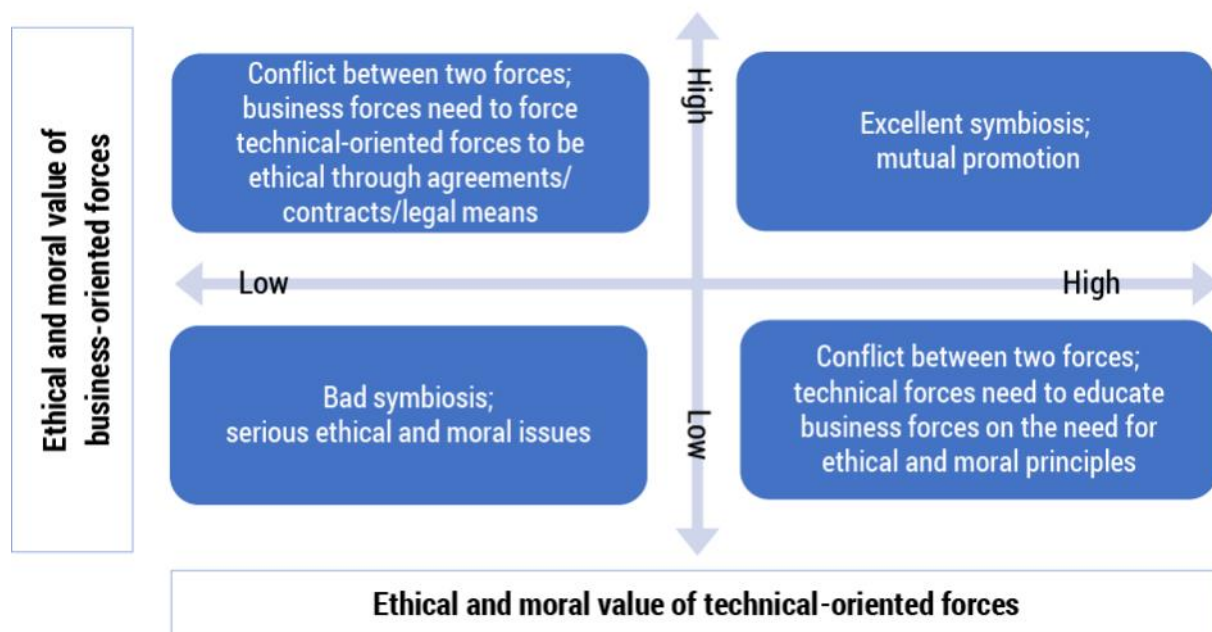 Ethical and moral value of
business-oriented forces
Conflict between two forces;
business forces need to force
technical-oriented forces to be
ethical through agreements/
contracts/legal means
High
Excellent symbiosis;
mutual promotion
Low
High
Bad symbiosis;
serious ethical and moral issues
Low
Conflict between two forces;
technical forces need to educate
business forces on the need for
ethical and moral principles
Ethical and moral value of technical-oriented forces